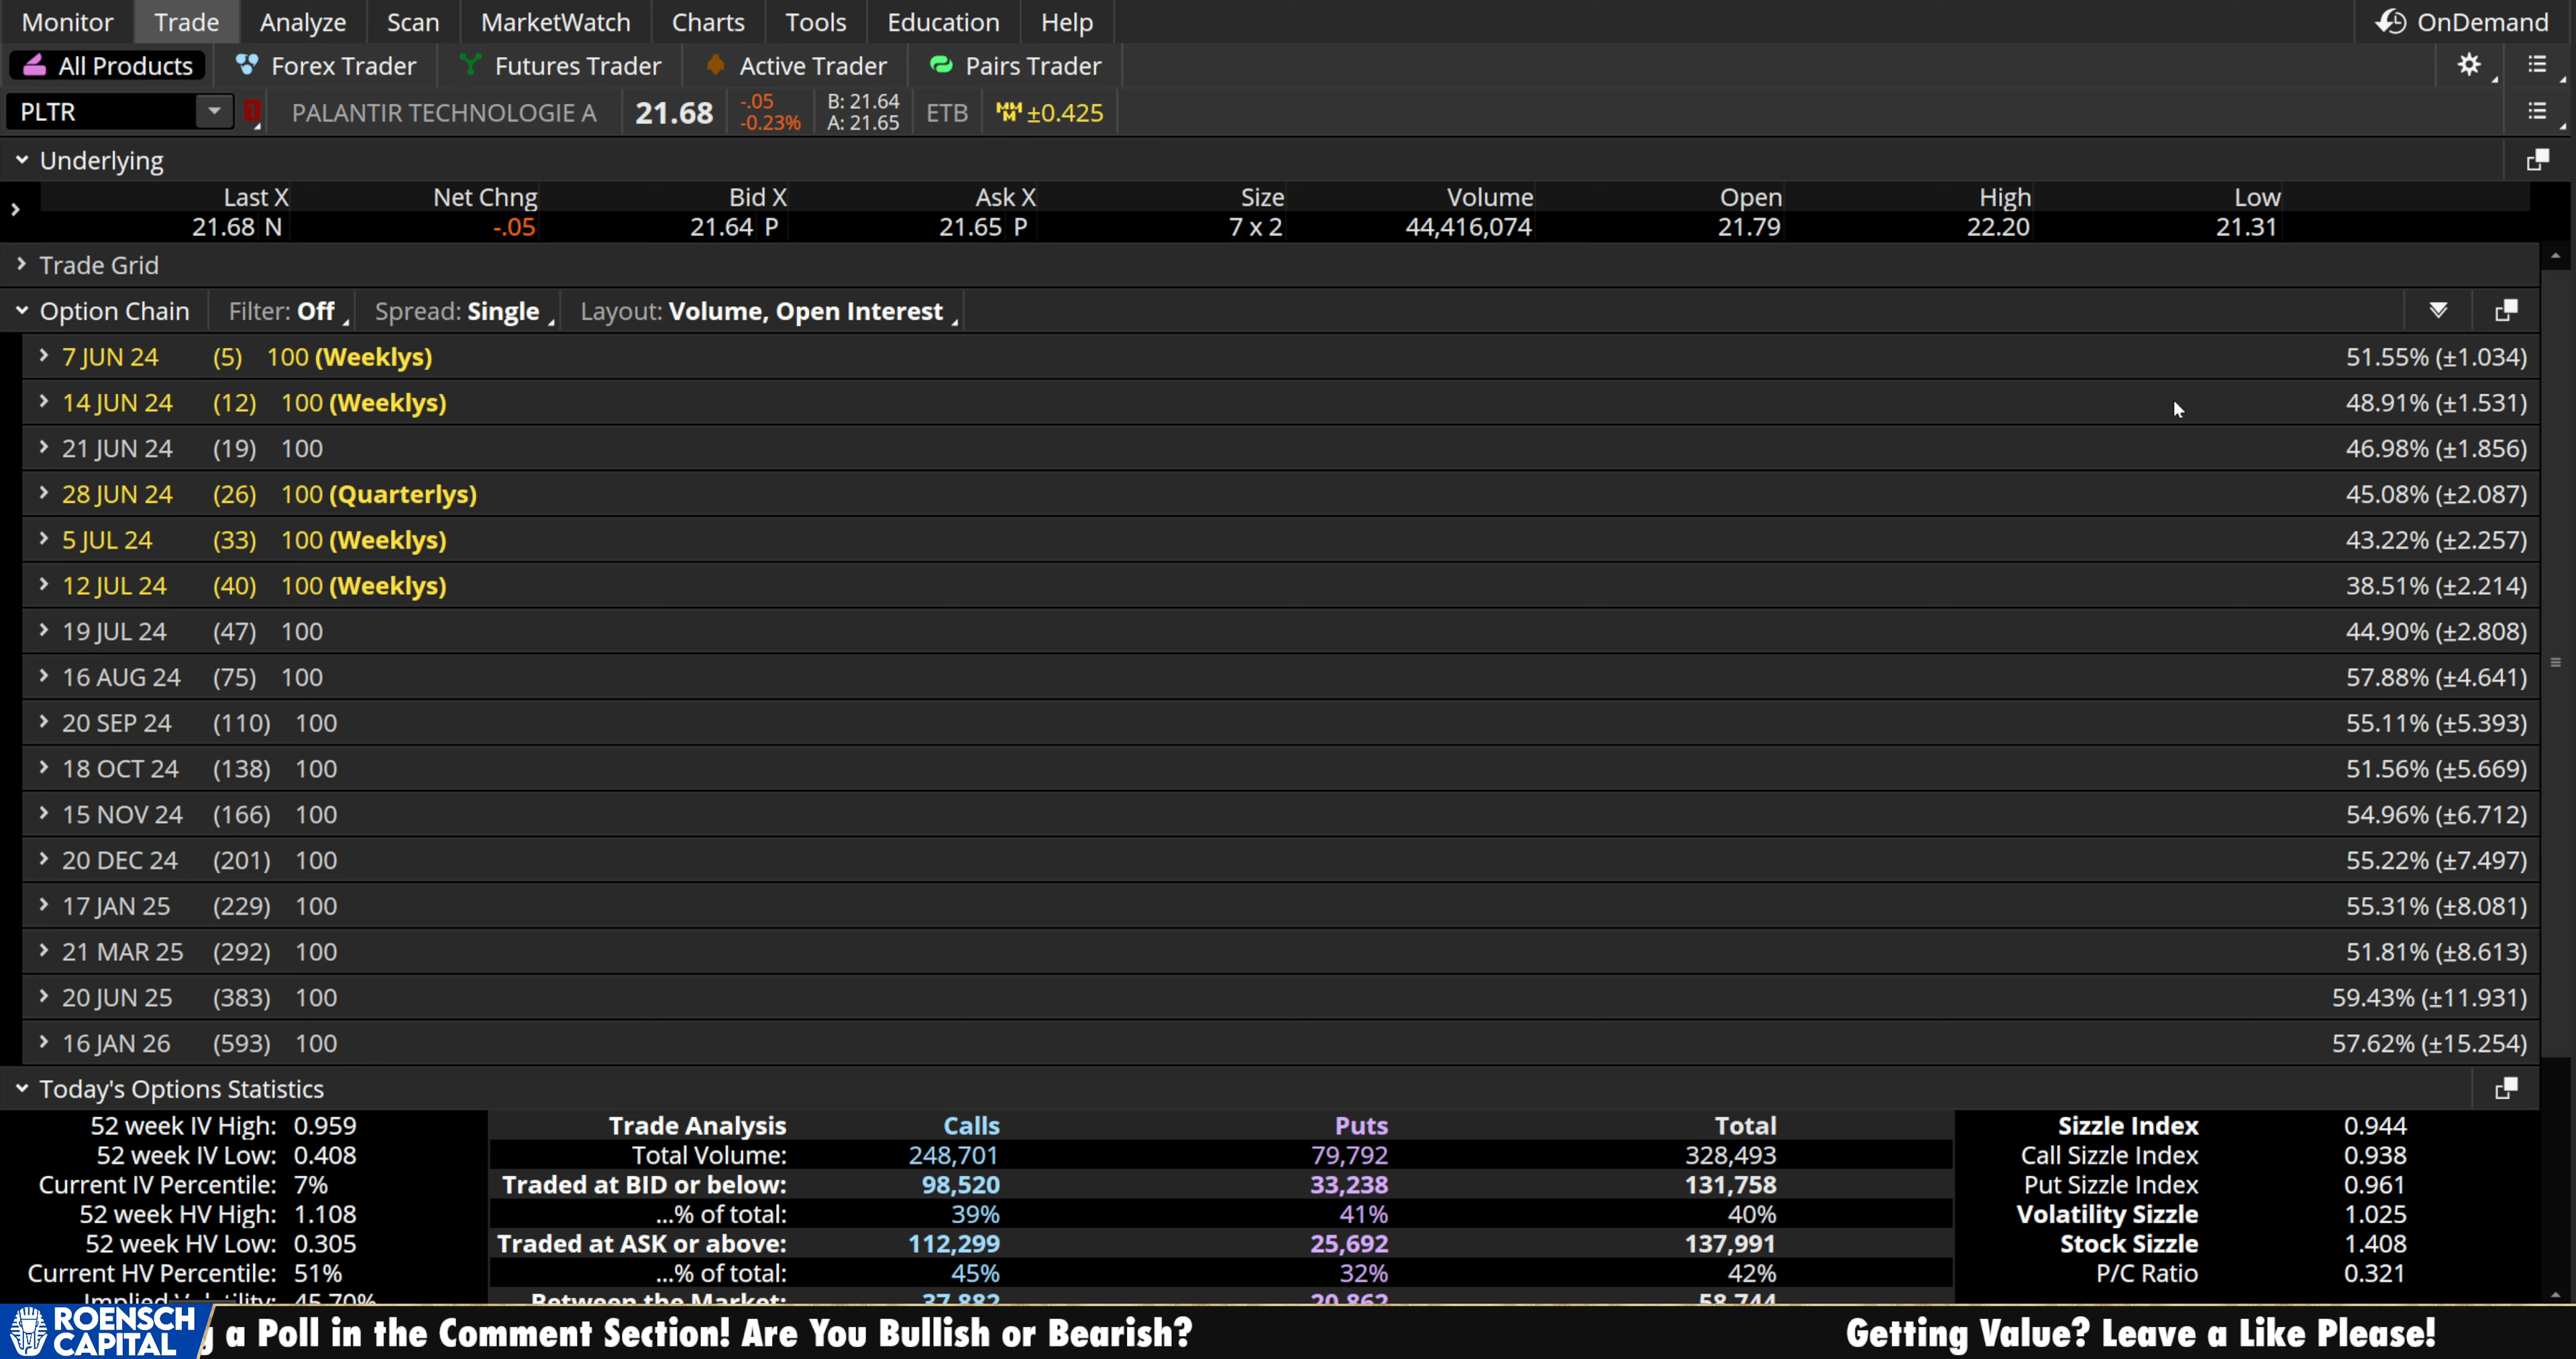 Monitor Trade Analyze Scan MarketWatch Charts Tools Education Help OnDemand
All Products Forex Trader Futures Trader Active Trader Pairs Trader
PLTR PALANTIR TECHNOLOGIE A 21.68 -.05 -0.23% B: 21.64 A: 21.65 ETB ±0.425
Underlying
Last X Net Chng Bid X Ask X Size Volume Open High Low
21.68 N -.05 21.64 P 21.65 P 7 x 2 44,416,074 21.79 22.20 21.31
Trade Grid
Option Chain Filter: Off Spread: Single Layout: Volume, Open Interest
7 JUN 24 (5) 100 (Weeklys) 51.55% (±1.034)
14 JUN 24 (12) 100 (Weeklys) 48.91% (±1.531)
21 JUN 24 (19) 100 46.98% (±1.856)
28 JUN 24 (26) 100 (Quarterlys) 45.08% (±2.087)
5 JUL 24 (33) 100 (Weeklys) 43.22% (±2.257)
12 JUL 24 (40) 100 (Weeklys) 38.51% (±2.214)
19 JUL 24 (47) 100 44.90% (±2.808)
16 AUG 24 (75) 100 57.88% (±4.641)
20 SEP 24 (110) 100 55.11% (±5.393)
18 OCT 24 (138) 100 51.56% (±5.669)
15 NOV 24 (166) 100 54.96% (±6.712)
20 DEC 24 (201) 100 55.22% (±7.497)
17 JAN 25 (229) 100 55.31% (±8.081)
21 MAR 25 (292) 100 51.81% (±8.613)
20 JUN 25 (383) 100 59.43% (±11.931)
16 JAN 26 (593) 100 57.62% (±15.254)
Today's Options Statistics
52 week IV High: 0.959 Trade Analysis Calls Puts Total Sizzle Index 0.944
52 week IV Low: 0.408 Total Volume: 248,701 79,792 328,493 Call Sizzle Index 0.938
Current IV Percentile: 7% Traded at BID or below: 98,520 33,238 131,758 Put Sizzle Index 0.961
52 week HV High: 1.108 ...% of total: 39% 41% 40% Volatility Sizzle 1.025
52 week HV Low: 0.305 Traded at ASK or above: 112,299 25,692 137,991 Stock Sizzle 1.408
Current HV Percentile: 51% ...% of total: 45% 32% 42% P/C Ratio 0.321
Implied Volatility: 45.70% Between the Market: 37,882 20,862 58,744
ROENSCH
CAPITAL
a Poll in the Comment Section! Are You Bullish or Bearish? Getting Value? Leave a Like Please!